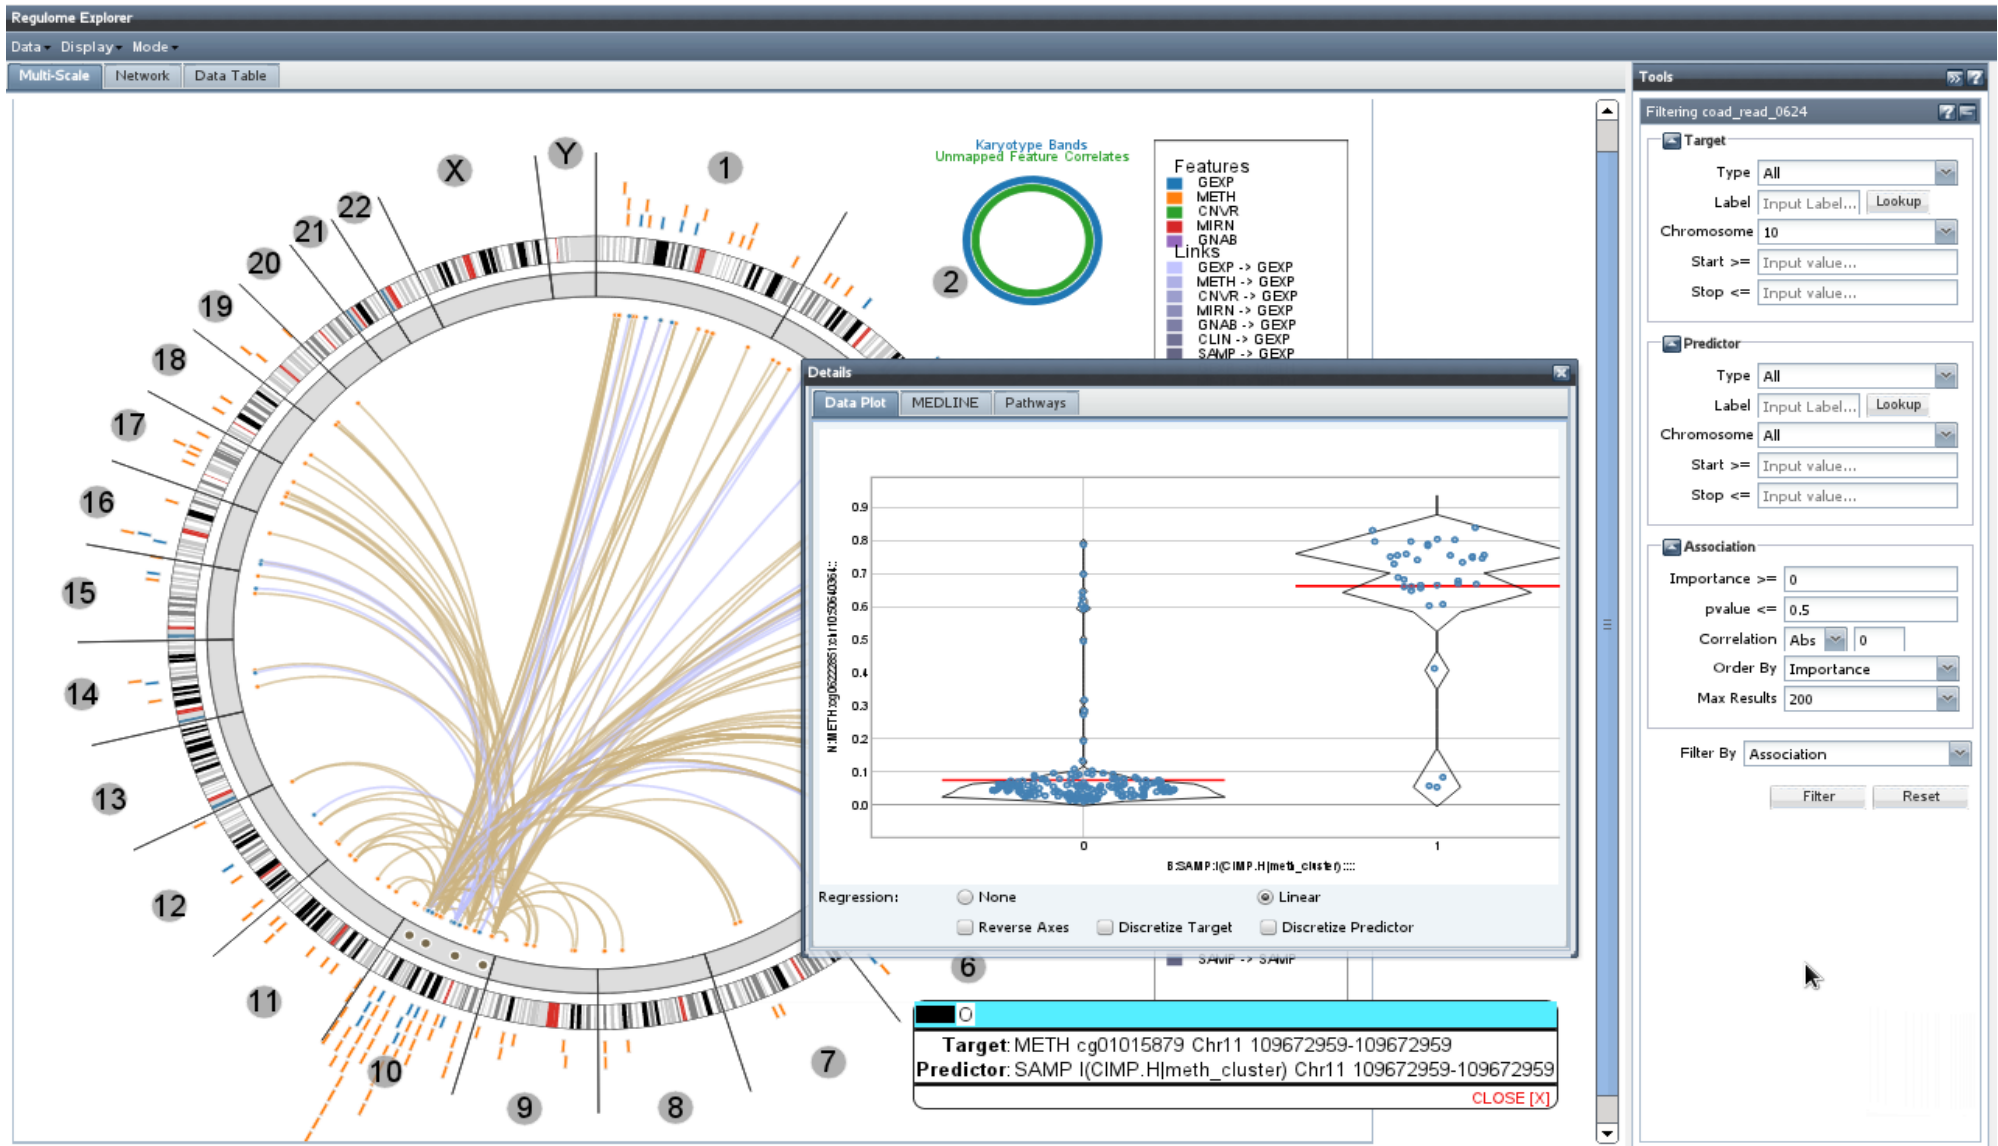 Regulome Explorer
Data Display Mode
Multi-Scale Network Data Table
Karyotype Bands
Unmapped Feature Correlates
Features
GEXP
METH
CNVR
MIRN
GNAB
Links
GEXP -> GEXP
METH -> GEXP
CNVR -> GEXP
MIRN -> GEXP
GNAB -> GEXP
CLIN -> GEXP
SAMP -> GEXP
SAMP -> SAMP
X
Y
1
2
6
7
8
9
10
11
12
13
14
15
16
17
18
19
20
21
22
Details
Data Plot MEDLINE Pathways
0.9
0.8
0.7
0.6
0.5
0.4
0.3
0.2
0.1
0.0
0 1
N:METH:cg06222851:chr10:50640364::
B:SAMP:I(CIMP.H|meth_cluster)::::
Regression: None Linear
Reverse Axes Discretize Target Discretize Predictor
O
Target: METH cg01015879 Chr11 109672959-109672959
Predictor: SAMP I(CIMP.H|meth_cluster) Chr11 109672959-109672959
CLOSE [X]
Tools
Filtering coad_read_0624
Target
Type All
Label Input Label... Lookup
Chromosome 10
Start >= Input value...
Stop <= Input value...
Predictor
Type All
Label Input Label... Lookup
Chromosome All
Start >= Input value...
Stop <= Input value...
Association
Importance >= 0
pvalue <= 0.5
Correlation Abs 0
Order By Importance
Max Results 200
Filter By Association
Filter Reset